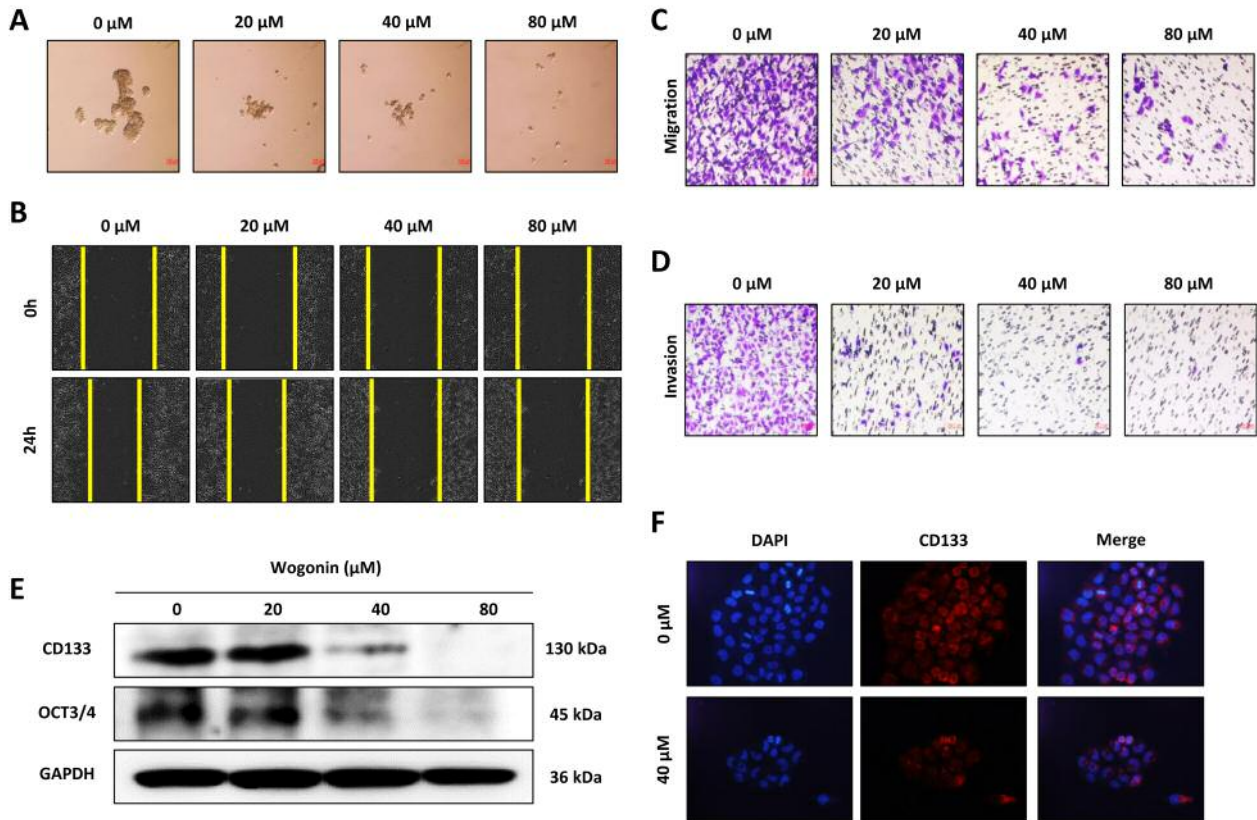 A
0 μM 20 μM 40 μM 80 μM
B
0 μM 20 μM 40 μM 80 μM
0h
24h
C
0 μM 20 μM 40 μM 80 μM
Migration
D
0 μM 20 μM 40 μM 80 μM
Invasion
E
Wogonin (μM)
0 20 40 80
CD133 130 kDa
OCT3/4 45 kDa
GAPDH 36 kDa
F
DAPI CD133 Merge
0 μM
40 μM